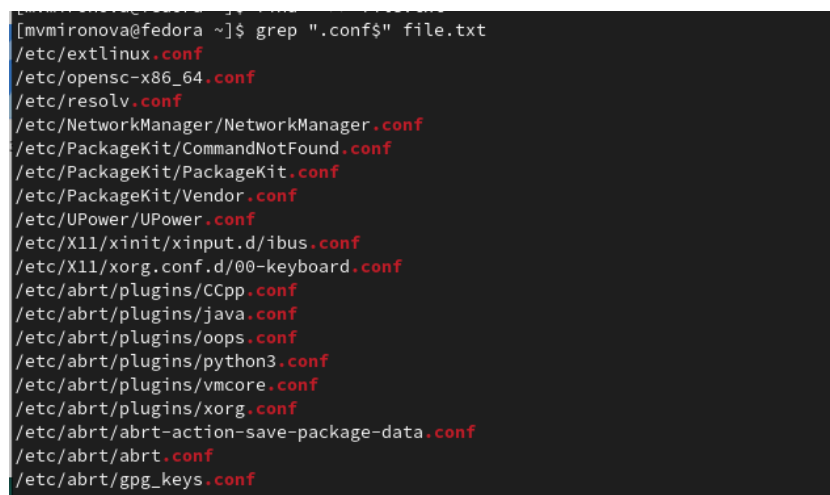 [mvmironova@fedora ~]$ grep ".conf$" file.txt
/etc/extlinux.conf
/etc/opensc-x86_64.conf
/etc/resolv.conf
/etc/NetworkManager/NetworkManager.conf
/etc/PackageKit/CommandNotFound.conf
/etc/PackageKit/PackageKit.conf
/etc/PackageKit/Vendor.conf
/etc/UPower/UPower.conf
/etc/X11/xinit/xinput.d/ibus.conf
/etc/X11/xorg.conf.d/00-keyboard.conf
/etc/abrt/plugins/CCpp.conf
/etc/abrt/plugins/java.conf
/etc/abrt/plugins/oops.conf
/etc/abrt/plugins/python3.conf
/etc/abrt/plugins/vmcore.conf
/etc/abrt/plugins/xorg.conf
/etc/abrt/abrt-action-save-package-data.conf
/etc/abrt/abrt.conf
/etc/abrt/gpg_keys.conf